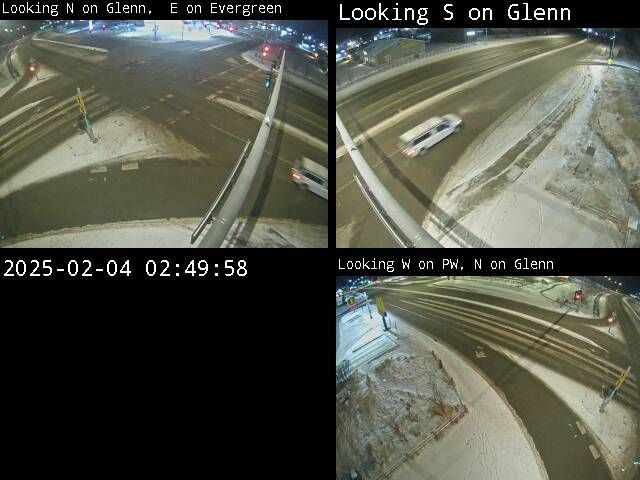 Looking N on Glenn,  E on Evergreen
Looking S on Glenn
2025-02-04 02:49:58
Looking W on PW, N on Glenn